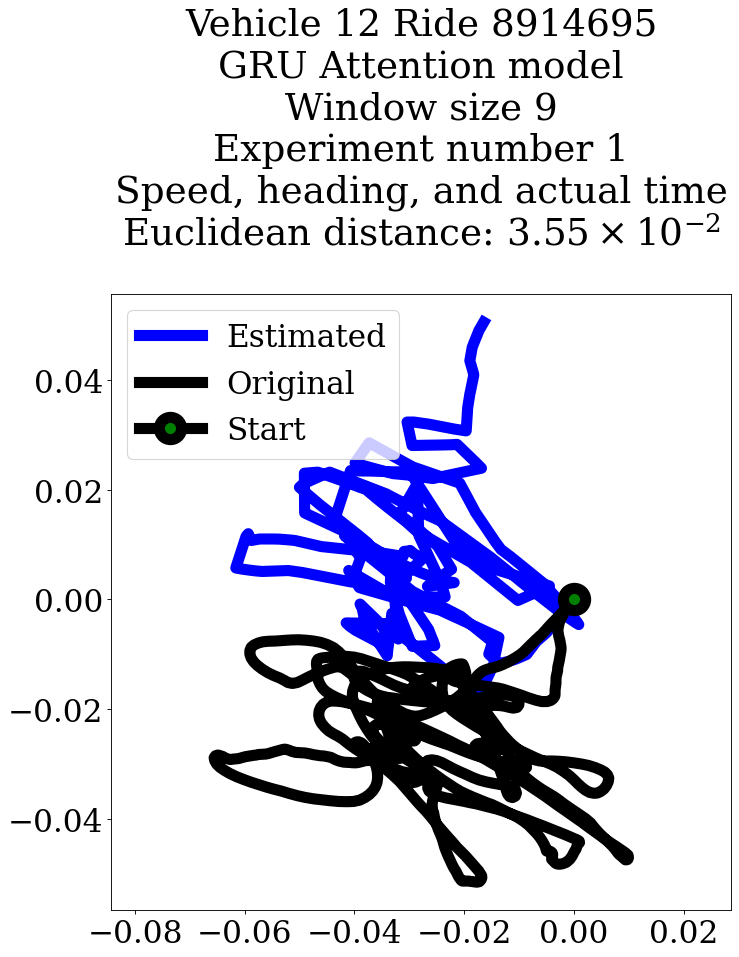 Vehicle 12 Ride 8914695
GRU Attention model
Window size 9
Experiment number 1
Speed, heading, and actual time
Euclidean distance: 3.55 × 10⁻²
Estimated
Original
Start
0.04
0.02
0.00
−0.02
−0.04
−0.08 −0.06 −0.04 −0.02 0.00 0.02